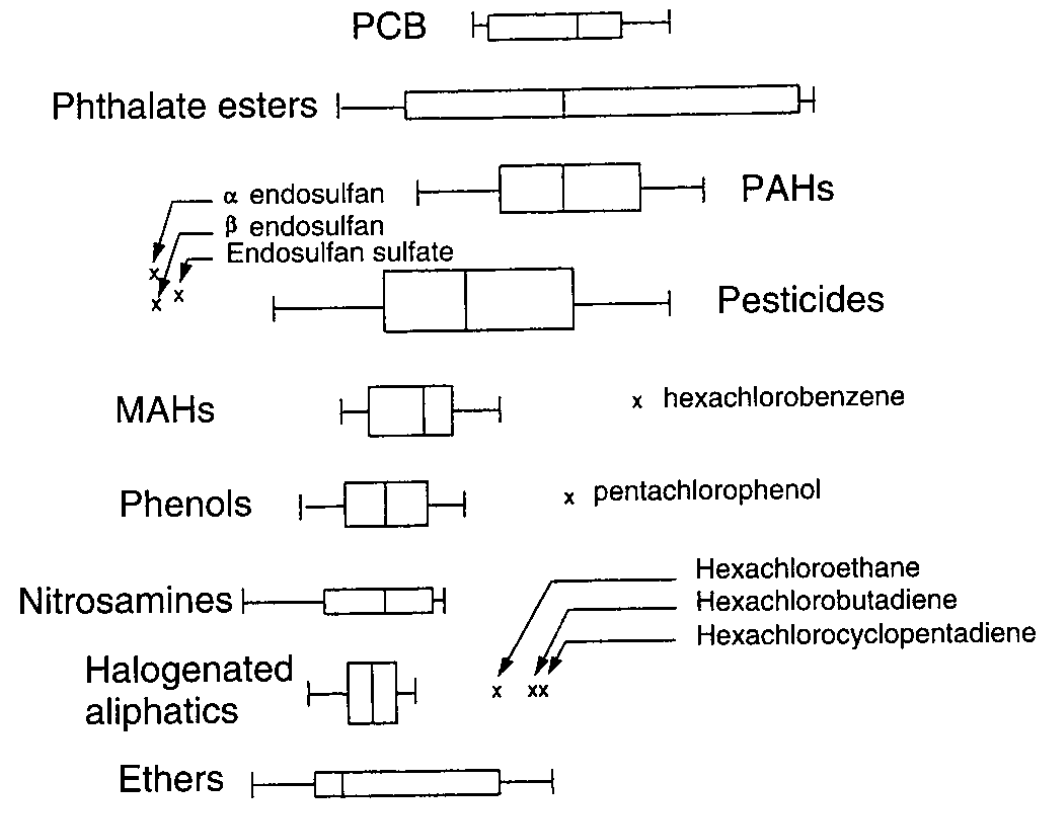 PCB
Phthalate esters
PAHs
α endosulfan
β endosulfan
Endosulfan sulfate
x
x
x
Pesticides
MAHs
x hexachlorobenzene
Phenols
x pentachlorophenol
Hexachloroethane
Nitrosamines
Hexachlorobutadiene
Hexachlorocyclopentadiene
Halogenated
aliphatics
x xx
Ethers